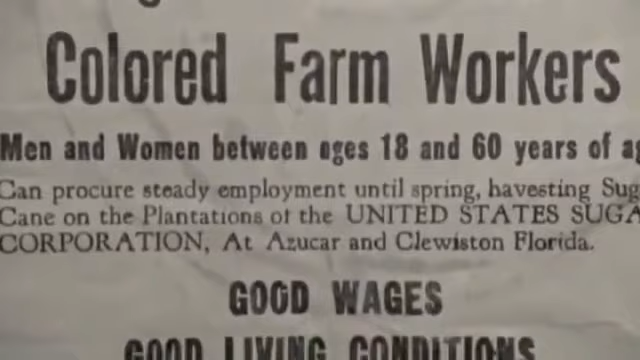 Colored Farm Workers
Men and Women between ages 18 and 60 years of ag
Can procure steady employment until spring, havesting Sug
Cane on the Plantations of the UNITED STATES SUGA
CORPORATION, At Azucar and Clewiston Florida.
GOOD WAGES
GOOD LIVING CONDITIONS